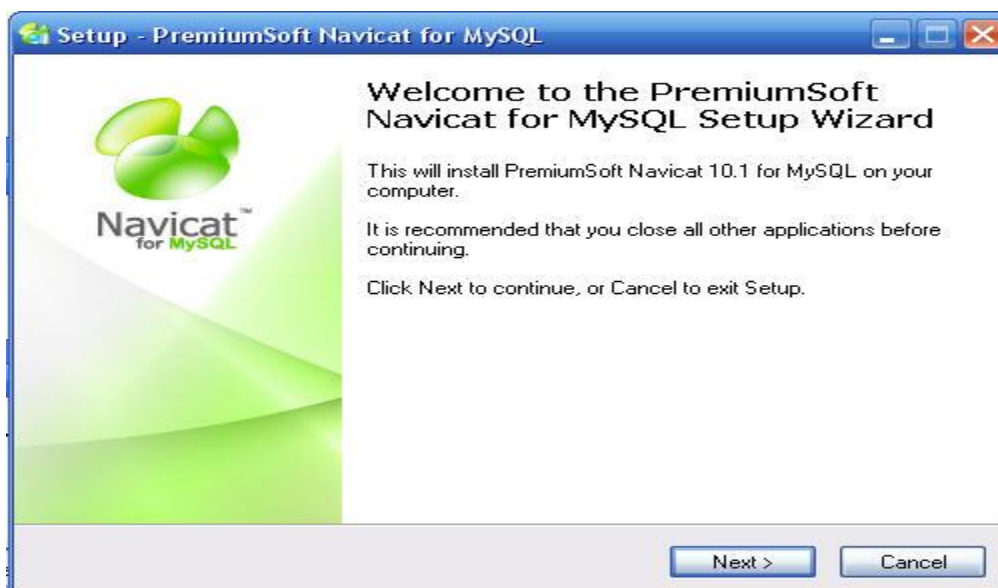 Setup - PremiumSoft Navicat for MySQL
Welcome to the PremiumSoft
Navicat for MySQL Setup Wizard
This will install PremiumSoft Navicat 10.1 for MySQL on your
computer.
It is recommended that you close all other applications before
continuing.
Click Next to continue, or Cancel to exit Setup.
Navicat™
for MySQL
Next >
Cancel